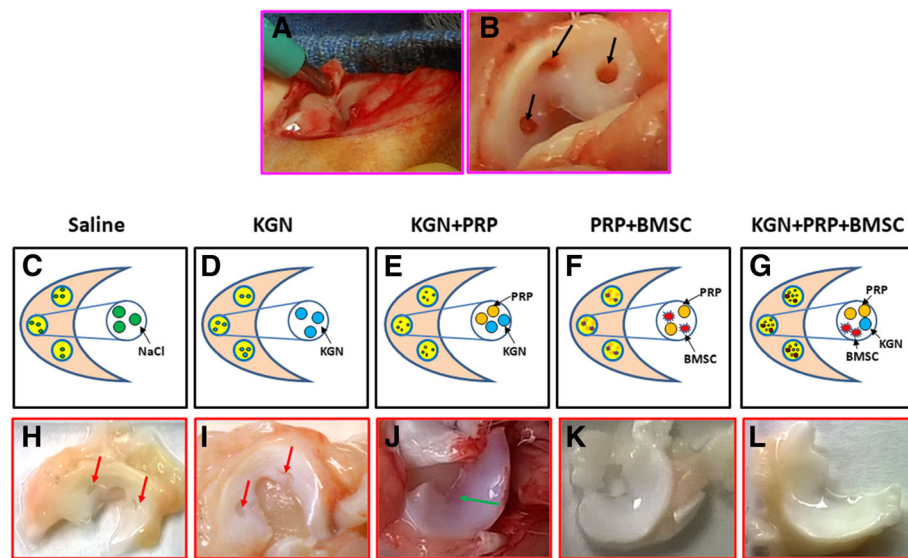 A B
Saline KGN KGN+PRP PRP+BMSC KGN+PRP+BMSC
C D E F G
PRP PRP PRP
NaCl KGN KGN BMSC BMSC KGN
H I J K L